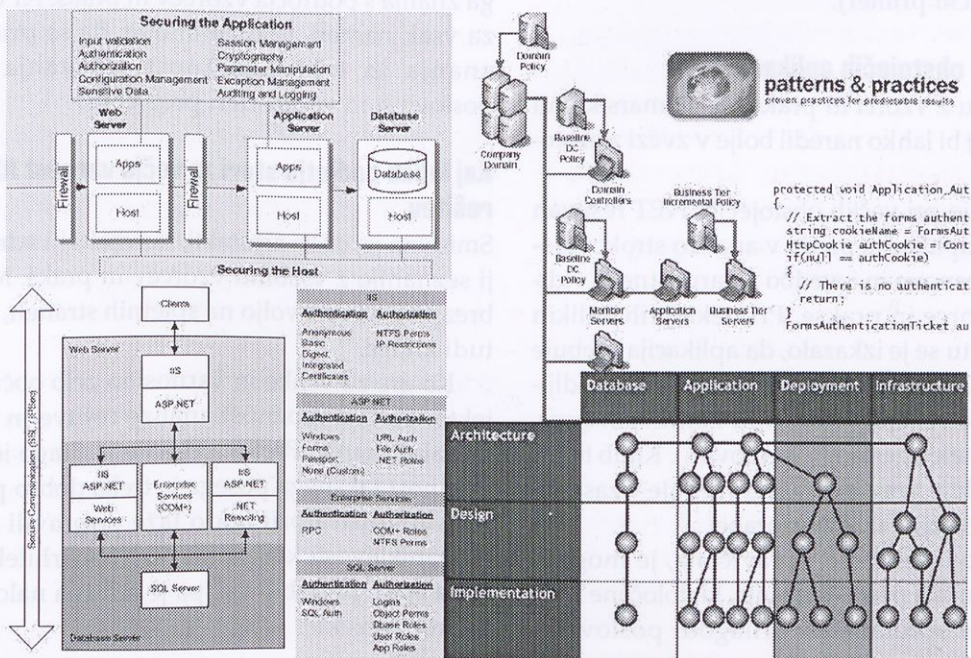 Securing the Application
Input validation
Authentication
Authorization
Configuration Management
Sensitive Data
Session Management
Cryptography
Parameter Manipulation
Exception Management
Auditing and Logging
Web
Server
Application
Server
Database
Server
Firewall
Apps
Host
Firewall
Apps
Host
Database
Host
Securing the Host
Domain
Policy
Company
Domain
Baseline
DC
Policy
Domain
Controllers
Business Tier
Incremental Policy
Baseline
DC
Policy
Member
Servers
Application
Servers
Business Tier
Servers
patterns & practices
proven practices for predictable results
protected void Application_Aut
{
// Extract the forms authent
string cookieName = FormsAut
HttpCookie authCookie = Cont
if(null == authCookie)
{
// There is no authenticat
return;
}
FormsAuthenticationTicket au
Secure Communication (SSL / IPSec)
Clients
Web Server
IIS
ASP.NET
IIS
ASP.NET
Web
Services
Enterprise
Services
(COM+)
IIS
ASP.NET
.NET
Remoting
SQL Server
Database Server
IIS
Authentication Authorization
Anonymous
Basic
Digest
Integrated
Certificates
NTFS Perms
IP Restrictions
ASP.NET
Authentication Authorization
Windows
Forms
Passport
None (Custom)
URL Auth
File Auth
.NET Roles
Enterprise Services
Authentication Authorization
RPC
COM+ Roles
NTFS Perms
SQL Server
Authentication Authorization
Windows
SQL Auth
Logins
Object Perms
Dbase Roles
User Roles
App Roles
Database Application Deployment Infrastructure
Architecture
Design
Implementation